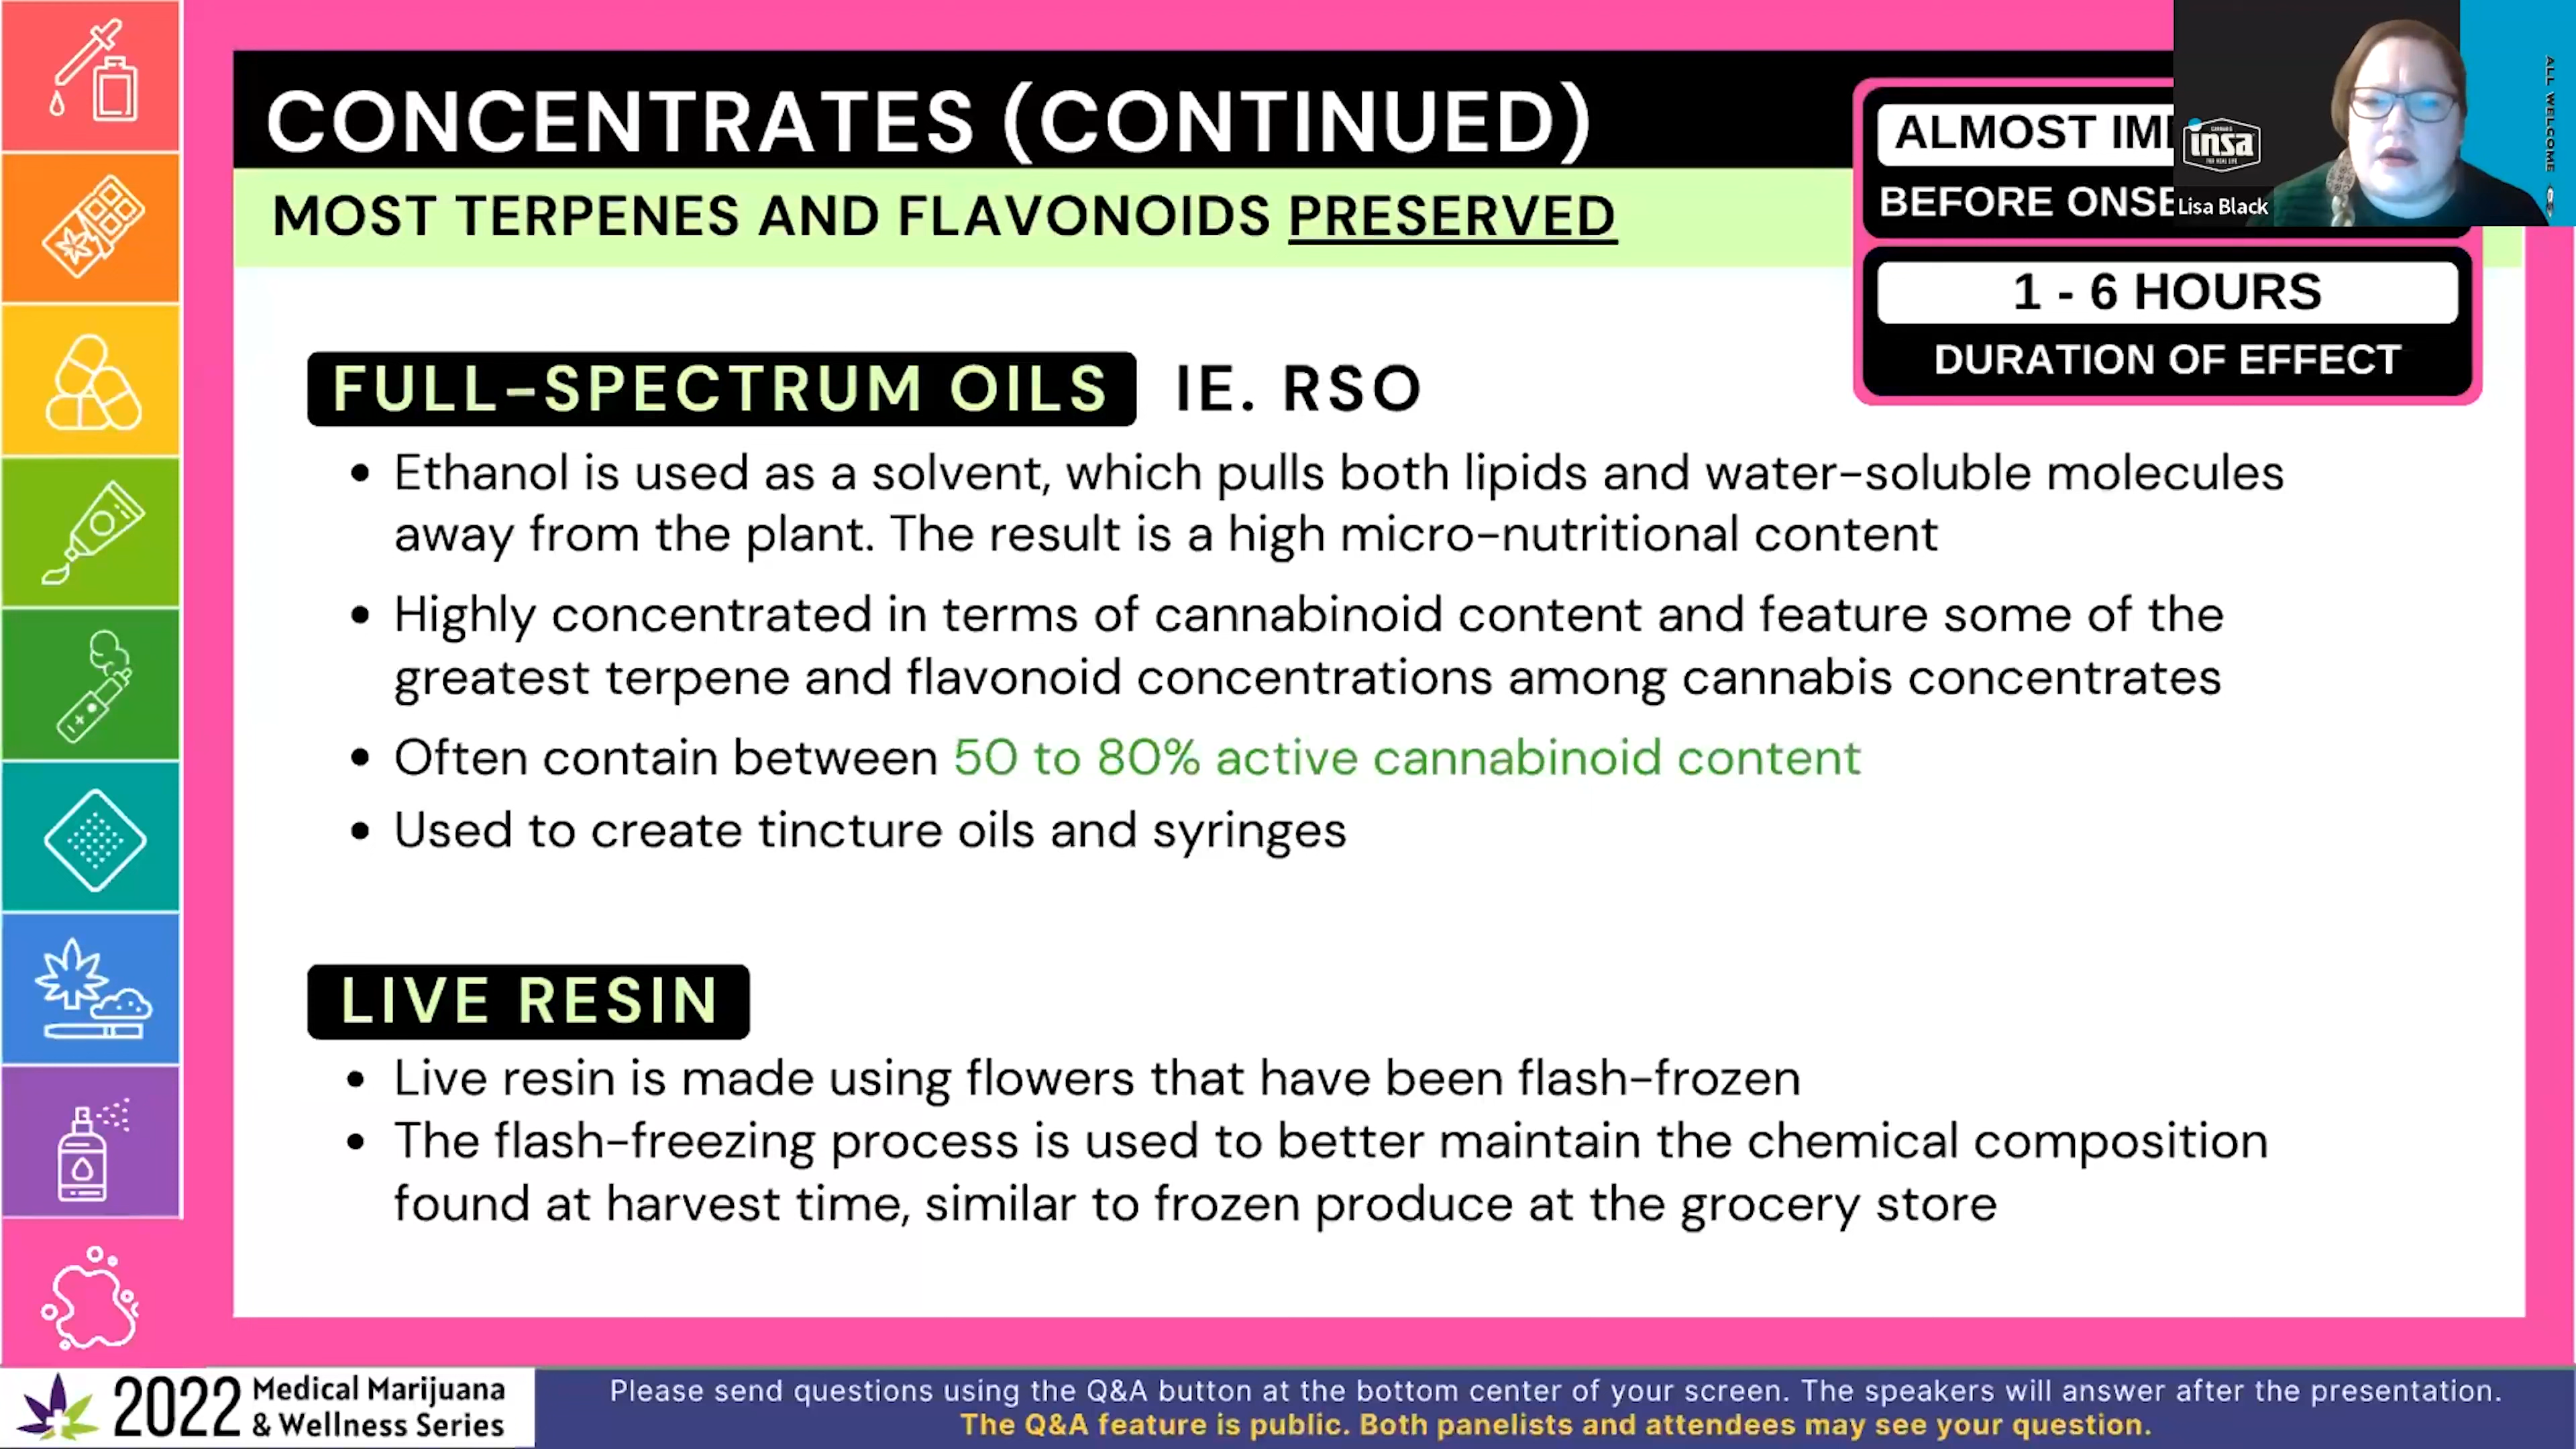 CONCENTRATES (CONTINUED)
MOST TERPENES AND FLAVONOIDS PRESERVED
ALMOST
BEFORE
1 - 6 HOURS
DURATION OF EFFECT
insa
Lisa Black
ALL WELCOME
FULL-SPECTRUM OILS IE. RSO
• Ethanol is used as a solvent, which pulls both lipids and water-soluble molecules
away from the plant. The result is a high micro-nutritional content
• Highly concentrated in terms of cannabinoid content and feature some of the
greatest terpene and flavonoid concentrations among cannabis concentrates
• Often contain between 50 to 80% active cannabinoid content
• Used to create tincture oils and syringes
LIVE RESIN
• Live resin is made using flowers that have been flash-frozen
• The flash-freezing process is used to better maintain the chemical composition
found at harvest time, similar to frozen produce at the grocery store
2022 Medical Marijuana
& Wellness Series
Please send questions using the Q&A button at the bottom center of your screen. The speakers will answer after the presentation.
The Q&A feature is public. Both panelists and attendees may see your question.